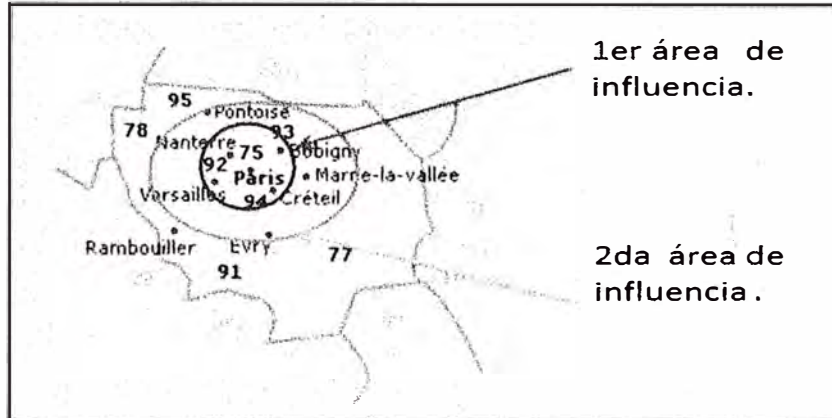 1er área de
influencia.
95
Pontoise
78
93
Nanterre
75
Bobigny
92
Paris
Marne-la-vallée
Versailles
94
Créteil
Rambouiller
Evry
77
91
2da área de
influencia.